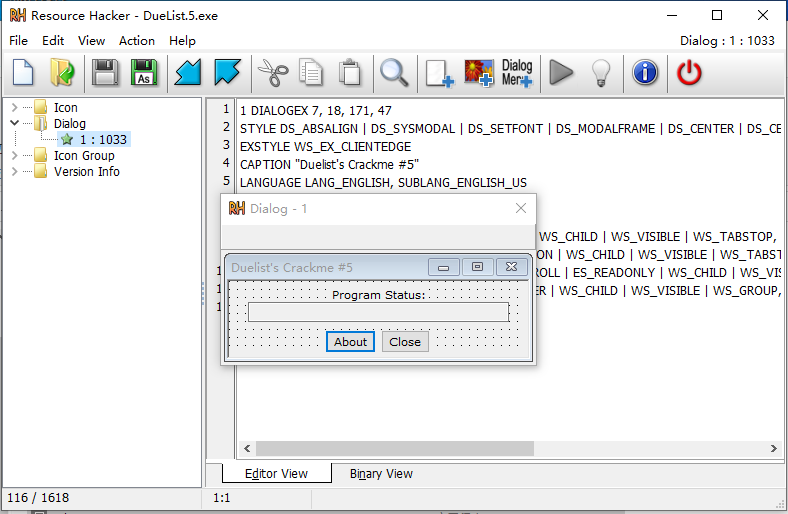 Resource Hacker - DueList.5.exe
File Edit View Action Help
Dialog : 1 : 1033
As
Dialog
Mer
Icon
Dialog
1 : 1033
Icon Group
Version Info
1 1 DIALOGEX 7, 18, 171, 47
2 STYLE DS_ABSALIGN | DS_SYSMODAL | DS_SETFONT | DS_MODALFRAME | DS_CENTER | DS_CE
3 EXSTYLE WS_EX_CLIENTEDGE
4 CAPTION "Duelist's Crackme #5"
5 LANGUAGE LANG_ENGLISH, SUBLANG_ENGLISH_US
RH Dialog - 1
WS_CHILD | WS_VISIBLE | WS_TABSTOP,
ON | WS_CHILD | WS_VISIBLE | WS_TABST
ROLL | ES_READONLY | WS_CHILD | WS_VIS
ER | WS_CHILD | WS_VISIBLE | WS_GROUP,
Duelist's Crackme #5
Program Status:
About Close
Editor View Binary View
116 / 1618 1:1